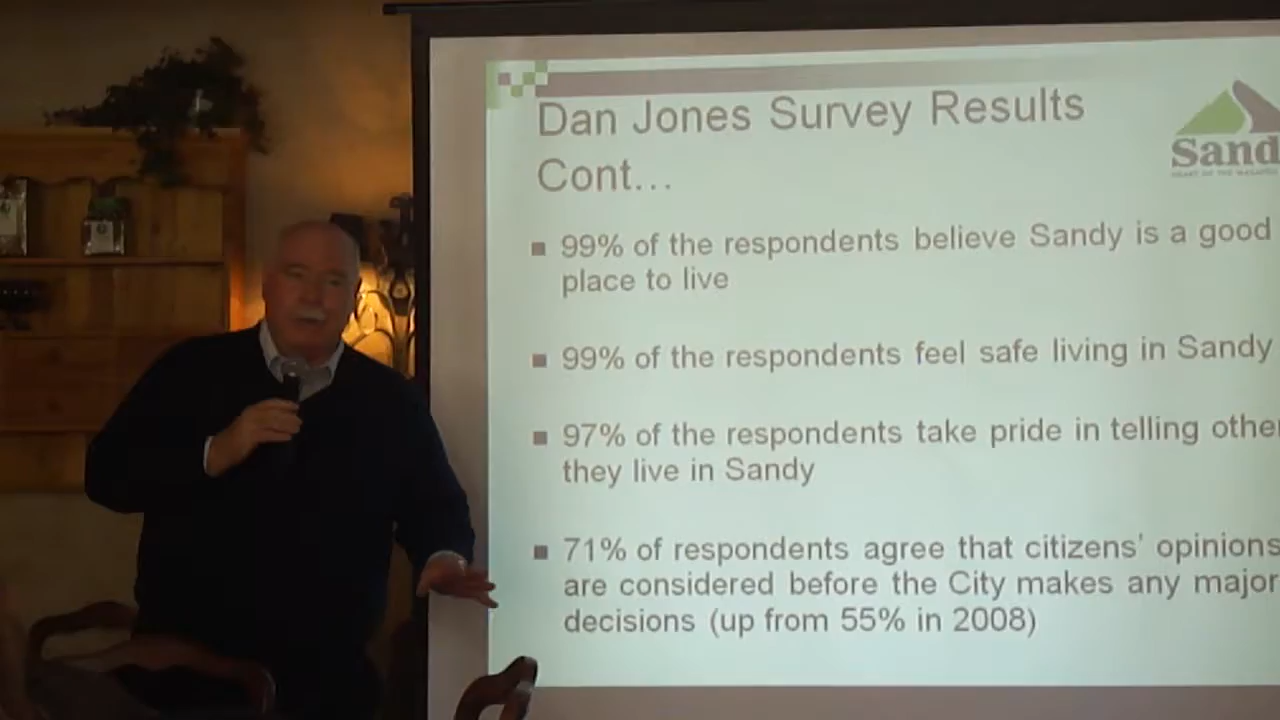 Dan Jones Survey Results
Cont...
Sand
HEART OF THE
■ 99% of the respondents believe Sandy is a good
place to live
■ 99% of the respondents feel safe living in Sandy
■ 97% of the respondents take pride in telling other
they live in Sandy
■ 71% of respondents agree that citizens' opinions
are considered before the City makes any major
decisions (up from 55% in 2008)